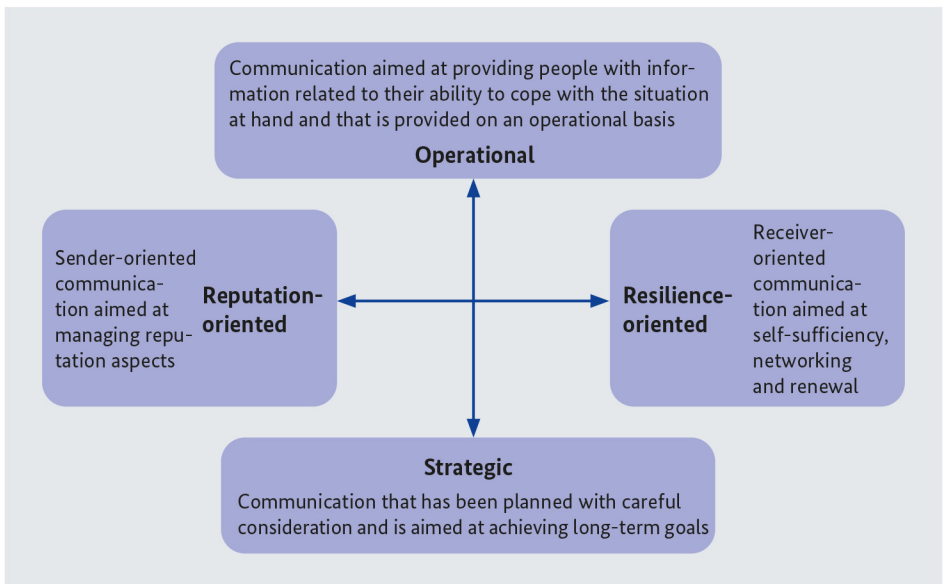 Communication aimed at providing people with infor-
mation related to their ability to cope with the situation
at hand and that is provided on an operational basis
Operational
Sender-oriented
communica-
tion aimed at
managing repu-
tation aspects
Reputation-
oriented
Resilience-
oriented
Receiver-
oriented
communica-
tion aimed at
self-sufficiency,
networking
and renewal
Strategic
Communication that has been planned with careful
consideration and is aimed at achieving long-term goals